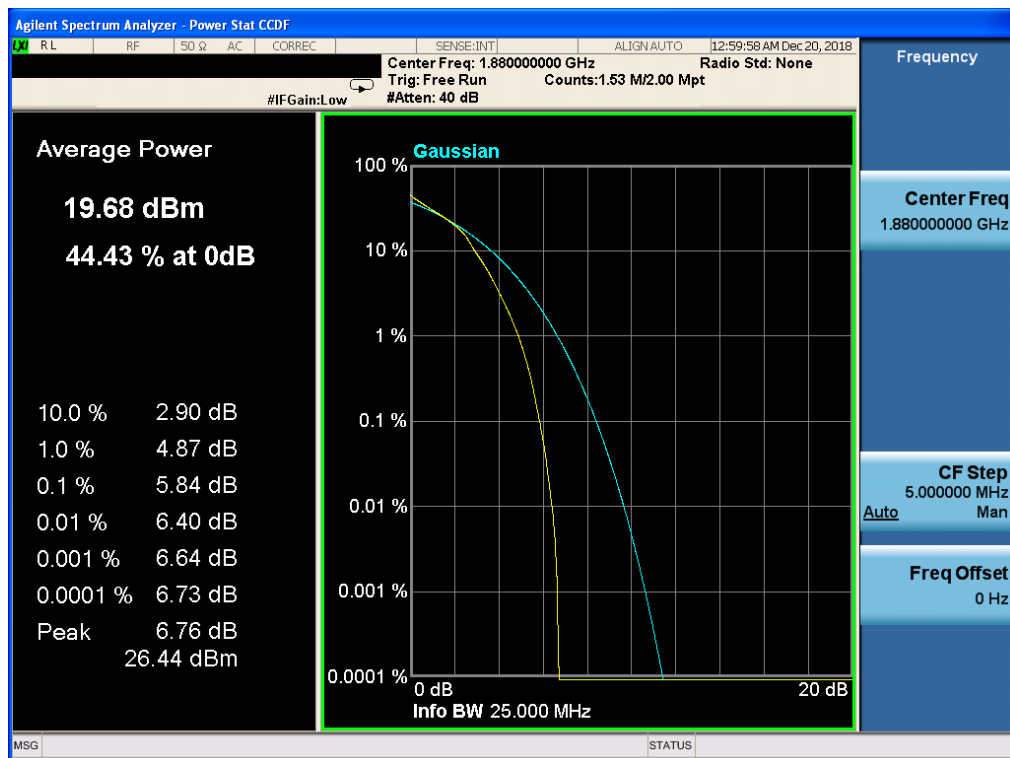 Agilent Spectrum Analyzer - Power Stat CCDF
LXI RL RF 50 Ω AC CORREC SENSE:INT ALIGN AUTO 12:59:58 AM Dec 20, 2018
Center Freq: 1.880000000 GHz Radio Std: None
Trig: Free Run Counts:1.53 M/2.00 Mpt
#IFGain:Low #Atten: 40 dB
Average Power
19.68 dBm
44.43 % at 0dB
10.0 % 2.90 dB
1.0 % 4.87 dB
0.1 % 5.84 dB
0.01 % 6.40 dB
0.001 % 6.64 dB
0.0001 % 6.73 dB
Peak 6.76 dB
26.44 dBm
Gaussian
100 %
10 %
1 %
0.1 %
0.01 %
0.001 %
0.0001 %
0 dB 20 dB
Info BW 25.000 MHz
Frequency
Center Freq
1.880000000 GHz
CF Step
5.000000 MHz
Auto Man
Freq Offset
0 Hz
MSG STATUS